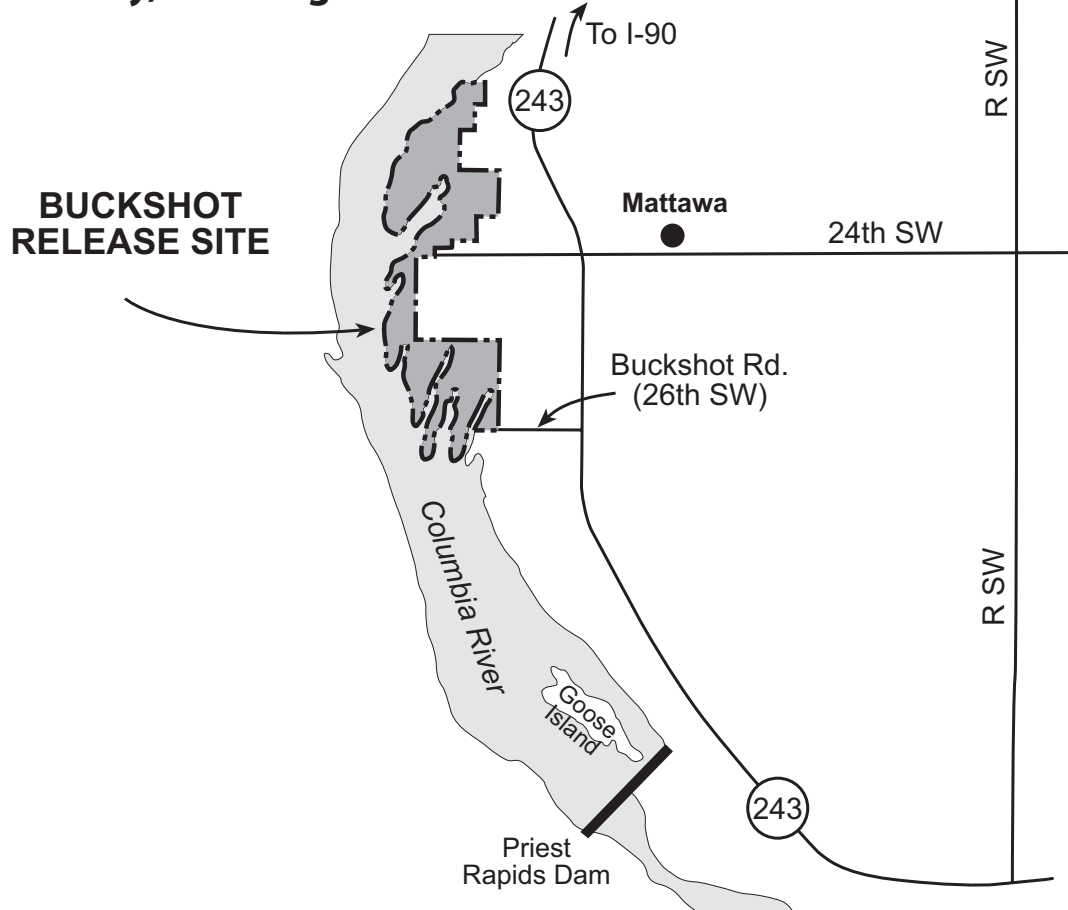 To I-90
243
R SW
BUCKSHOT
RELEASE SITE
Mattawa
24th SW
Buckshot Rd.
(26th SW)
Columbia River
R SW
Goose
Island
243
Priest
Rapids Dam